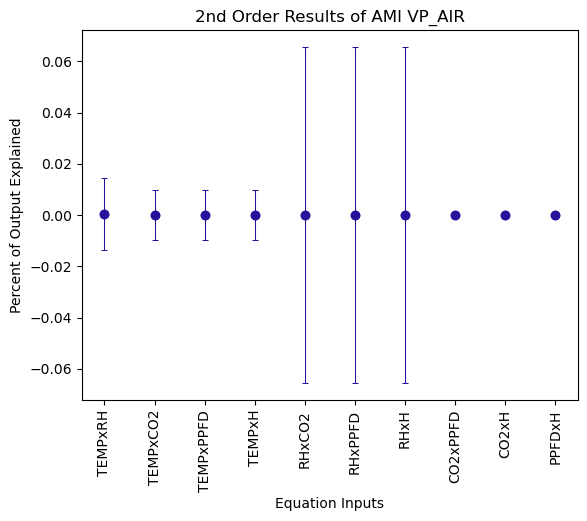 2nd Order Results of AMI VP_AIR
Percent of Output Explained
0.06
0.04
0.02
0.00
−0.02
−0.04
−0.06
TEMPxRH
TEMPxCO2
TEMPxPPFD
TEMPxH
RHxCO2
RHxPPFD
RHxH
CO2xPPFD
CO2xH
PPFDxH
Equation Inputs